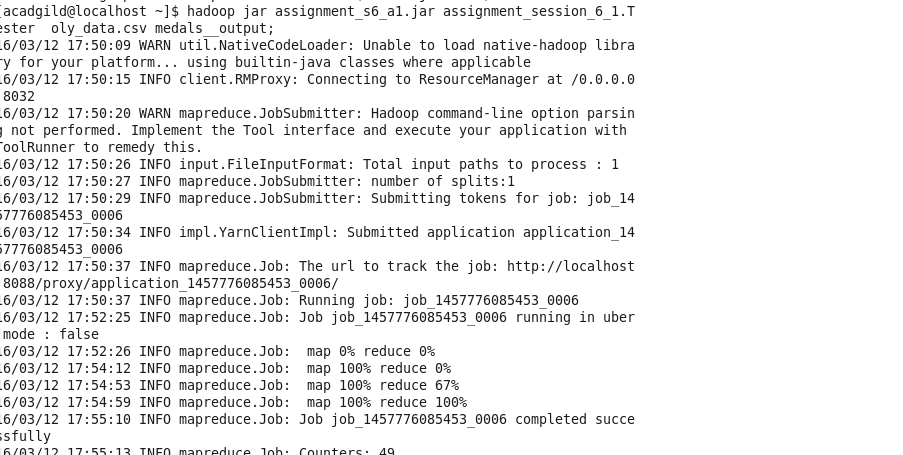 [acadgild@localhost ~]$ hadoop jar assignment_s6_a1.jar assignment_session_6_1.T
ester  oly_data.csv medals__output;
16/03/12 17:50:09 WARN util.NativeCodeLoader: Unable to load native-hadoop libra
ry for your platform... using builtin-java classes where applicable
16/03/12 17:50:15 INFO client.RMProxy: Connecting to ResourceManager at /0.0.0.0
:8032
16/03/12 17:50:20 WARN mapreduce.JobSubmitter: Hadoop command-line option parsin
g not performed. Implement the Tool interface and execute your application with
ToolRunner to remedy this.
16/03/12 17:50:26 INFO input.FileInputFormat: Total input paths to process : 1
16/03/12 17:50:27 INFO mapreduce.JobSubmitter: number of splits:1
16/03/12 17:50:29 INFO mapreduce.JobSubmitter: Submitting tokens for job: job_14
57776085453_0006
16/03/12 17:50:34 INFO impl.YarnClientImpl: Submitted application application_14
57776085453_0006
16/03/12 17:50:37 INFO mapreduce.Job: The url to track the job: http://localhost
:8088/proxy/application_1457776085453_0006/
16/03/12 17:50:37 INFO mapreduce.Job: Running job: job_1457776085453_0006
16/03/12 17:52:25 INFO mapreduce.Job: Job job_1457776085453_0006 running in uber
 mode : false
16/03/12 17:52:26 INFO mapreduce.Job:  map 0% reduce 0%
16/03/12 17:54:12 INFO mapreduce.Job:  map 100% reduce 0%
16/03/12 17:54:53 INFO mapreduce.Job:  map 100% reduce 67%
16/03/12 17:54:59 INFO mapreduce.Job:  map 100% reduce 100%
16/03/12 17:55:10 INFO mapreduce.Job: Job job_1457776085453_0006 completed succe
ssfully
16/03/12 17:55:13 INFO mapreduce.Job: Counters: 49